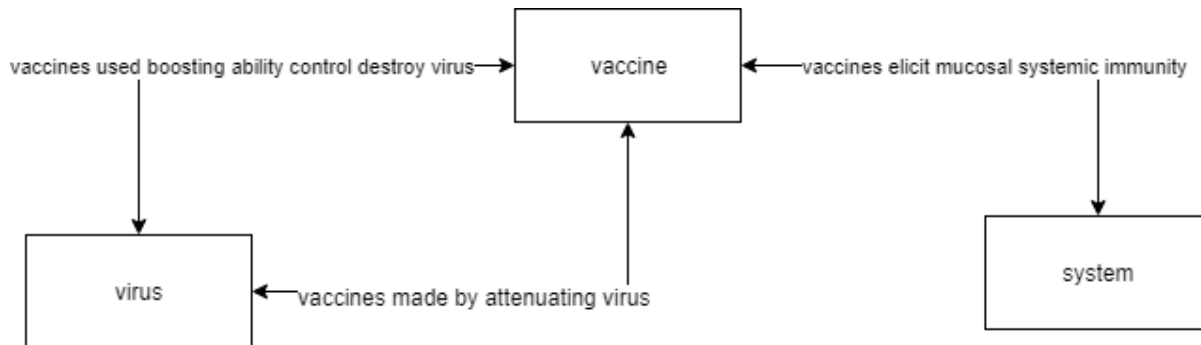 vaccine
vaccines used boosting ability control destroy virus
vaccines elicit mucosal systemic immunity
system
virus
vaccines made by attenuating virus